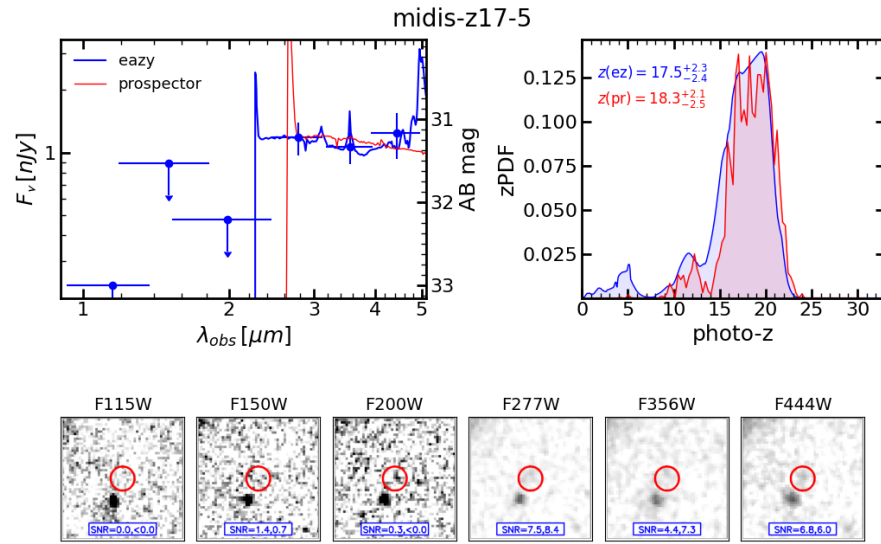 midis-z17-5
eazy
prospector
F_ν [nJy]
1
31
32
33
AB mag
1 2 3 4 5
λ_obs [μm]
z(ez) = 17.5^{+2.3}_{-2.4}
z(pr) = 18.3^{+2.1}_{-2.5}
zPDF
0.125
0.100
0.075
0.050
0.025
0 5 10 15 20 25 30
photo-z
F115W F150W F200W F277W F356W F444W
SNR=0.0,<0.0 SNR=1.4,0.7 SNR=0.3,<0.0 SNR=7.5,8.4 SNR=4.4,7.3 SNR=6.8,6.0